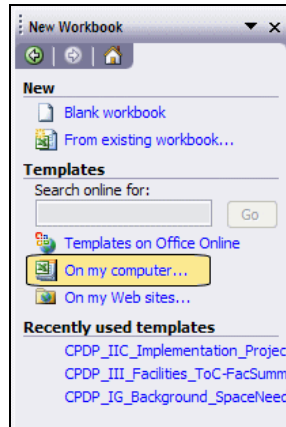 New Workbook
New
Blank workbook
From existing workbook...
Templates
Search online for:
Go
Templates on Office Online
On my computer...
On my Web sites...
Recently used templates
CPDP_IIC_Implementation_Projec
CPDP_III_Facilities_ToC-FacSumm
CPDP_IG_Background_SpaceNeed